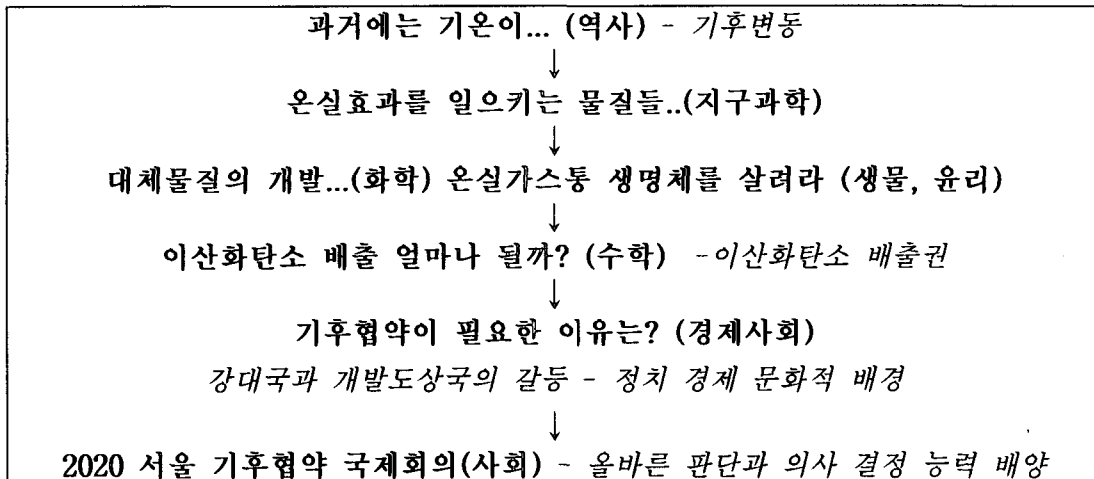 과거에는 기온이... (역사) - 기후변동
↓
온실효과를 일으키는 물질들..(지구과학)
↓
대체물질의 개발...(화학) 온실가스통 생명체를 살려라 (생물, 윤리)
↓
이산화탄소 배출 얼마나 될까? (수학) -이산화탄소 배출권
↓
기후협약이 필요한 이유는? (경제사회)
강대국과 개발도상국의 갈등 - 정치 경제 문화적 배경
↓
2020 서울 기후협약 국제회의(사회) - 올바른 판단과 의사 결정 능력 배양